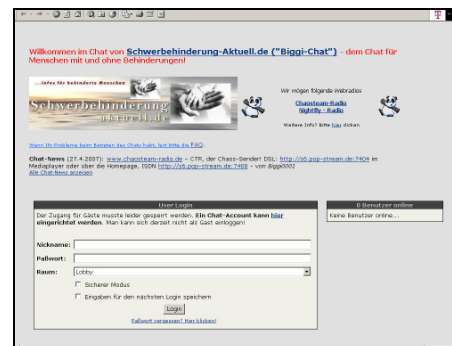 Willkommen im Chat von Schwerbehinderung-Aktuell.de ("Biggi-Chat") - dem Chat für
Menschen mit und ohne Behinderungen!
...Infos für behinderte Menschen
Schwerbehinderung
-aktuell.de
Wir mögen folgende Webradios
Chaosteam-Radio
Nightfly - Radio
Weitere Infos? Bitte hier clicken
Wenn Ihr Probleme beim Betreten des Chats habt, lest bitte die FAQ.
Chat-News (27.4.2007): www.chaosteam-radio.de - CTR, der Chaos-Sender! DSL: http://s6.pop-stream.de:7404 im
Mediaplayer oder über die Homepage, ISDN http://s6.pop-stream.de:7408 - von Biggi0001
Alle Chat-News anzeigen
User Login
Der Zugang für Gäste musste leider gesperrt werden. Ein Chat-Account kann hier
eingerichtet werden. Man kann sich derzeit nicht als Gast einloggen!
Nickname:
Paßwort:
Raum: Lobby
Sicherer Modus
Eingaben für den nächsten Login speichern
Login
Paßwort vergessen? Hier klicken!
0 Benutzer online
Keine Benutzer online...